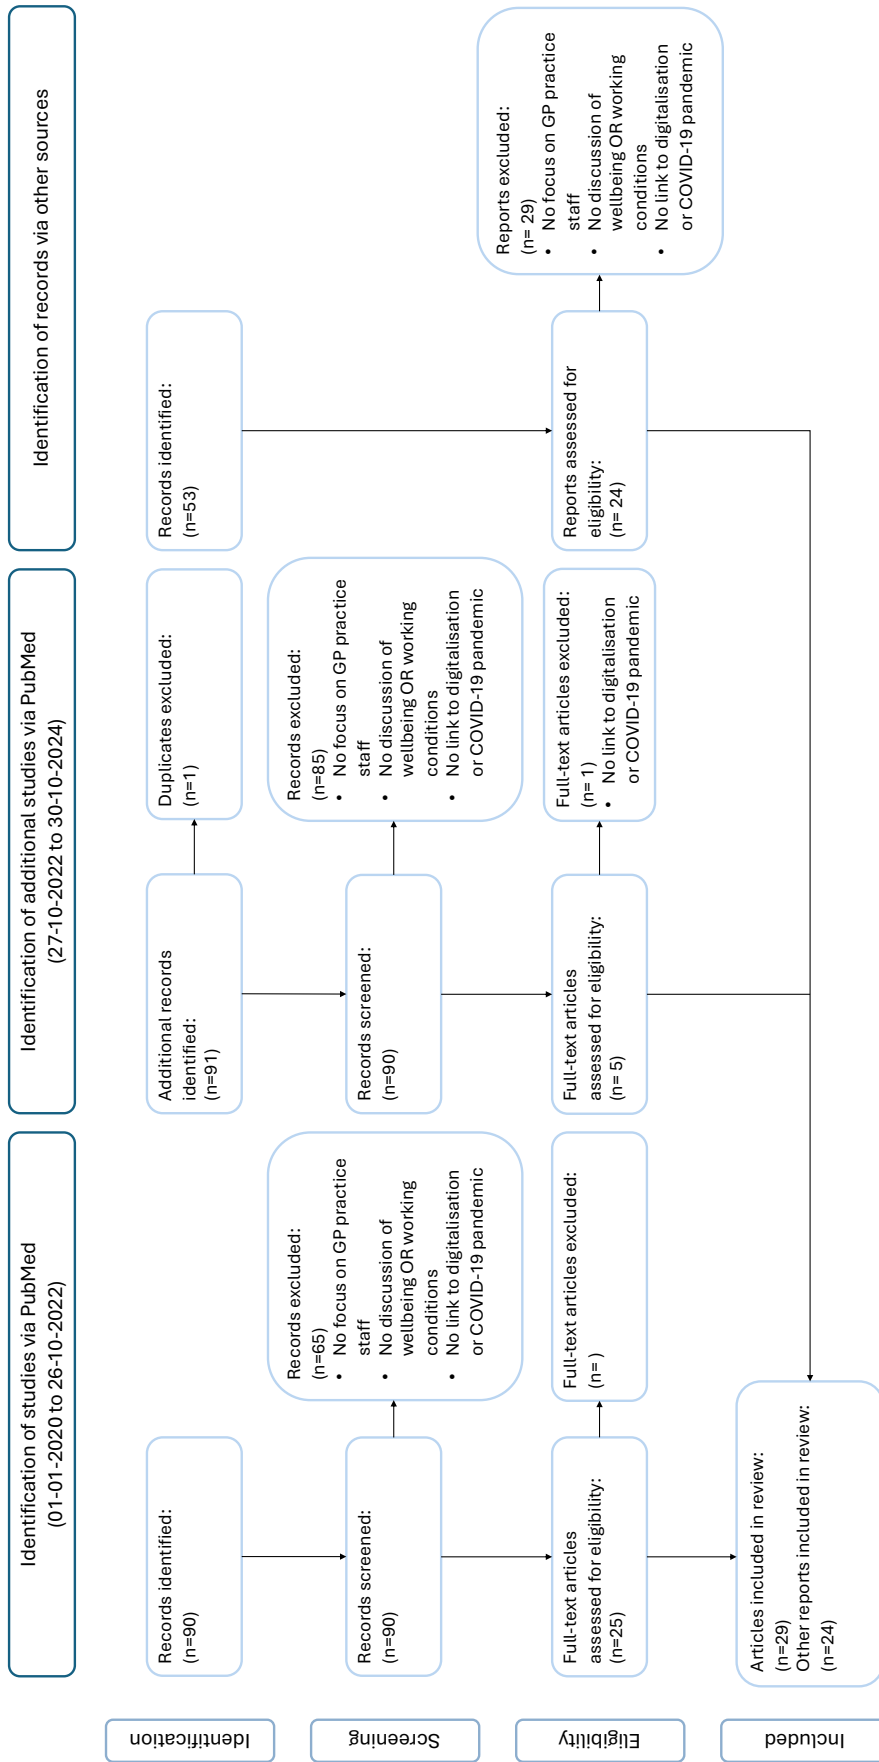 Identification of studies via PubMed
(01-01-2020 to 26-10-2022)
Identification of additional studies via PubMed
(27-10-2022 to 30-10-2024)
Identification of records via other sources
Identification
Records identified:
(n=90)
Additional records
identified:
(n=91)
Duplicates excluded:
(n=1)
Records identified:
(n=53)
Screening
Records screened:
(n=90)
Records excluded:
(n=65)
• No focus on GP practice
staff
• No discussion of
wellbeing OR working
conditions
• No link to digitalisation
or COVID-19 pandemic
Records screened:
(n=90)
Records excluded:
(n=85)
• No focus on GP practice
staff
• No discussion of
wellbeing OR working
conditions
• No link to digitalisation
or COVID-19 pandemic
Eligibility
Full-text articles
assessed for eligibility:
(n=25)
Full-text articles excluded:
(n= )
Full-text articles
assessed for eligibility:
(n= 5)
Full-text articles excluded:
(n= 1)
• No link to digitalisation
or COVID-19 pandemic
Reports assessed for
eligibility:
(n= 24)
Reports excluded:
(n= 29)
• No focus on GP practice
staff
• No discussion of
wellbeing OR working
conditions
• No link to digitalisation
or COVID-19 pandemic
Included
Articles included in review:
(n=29)
Other reports included in review:
(n=24)